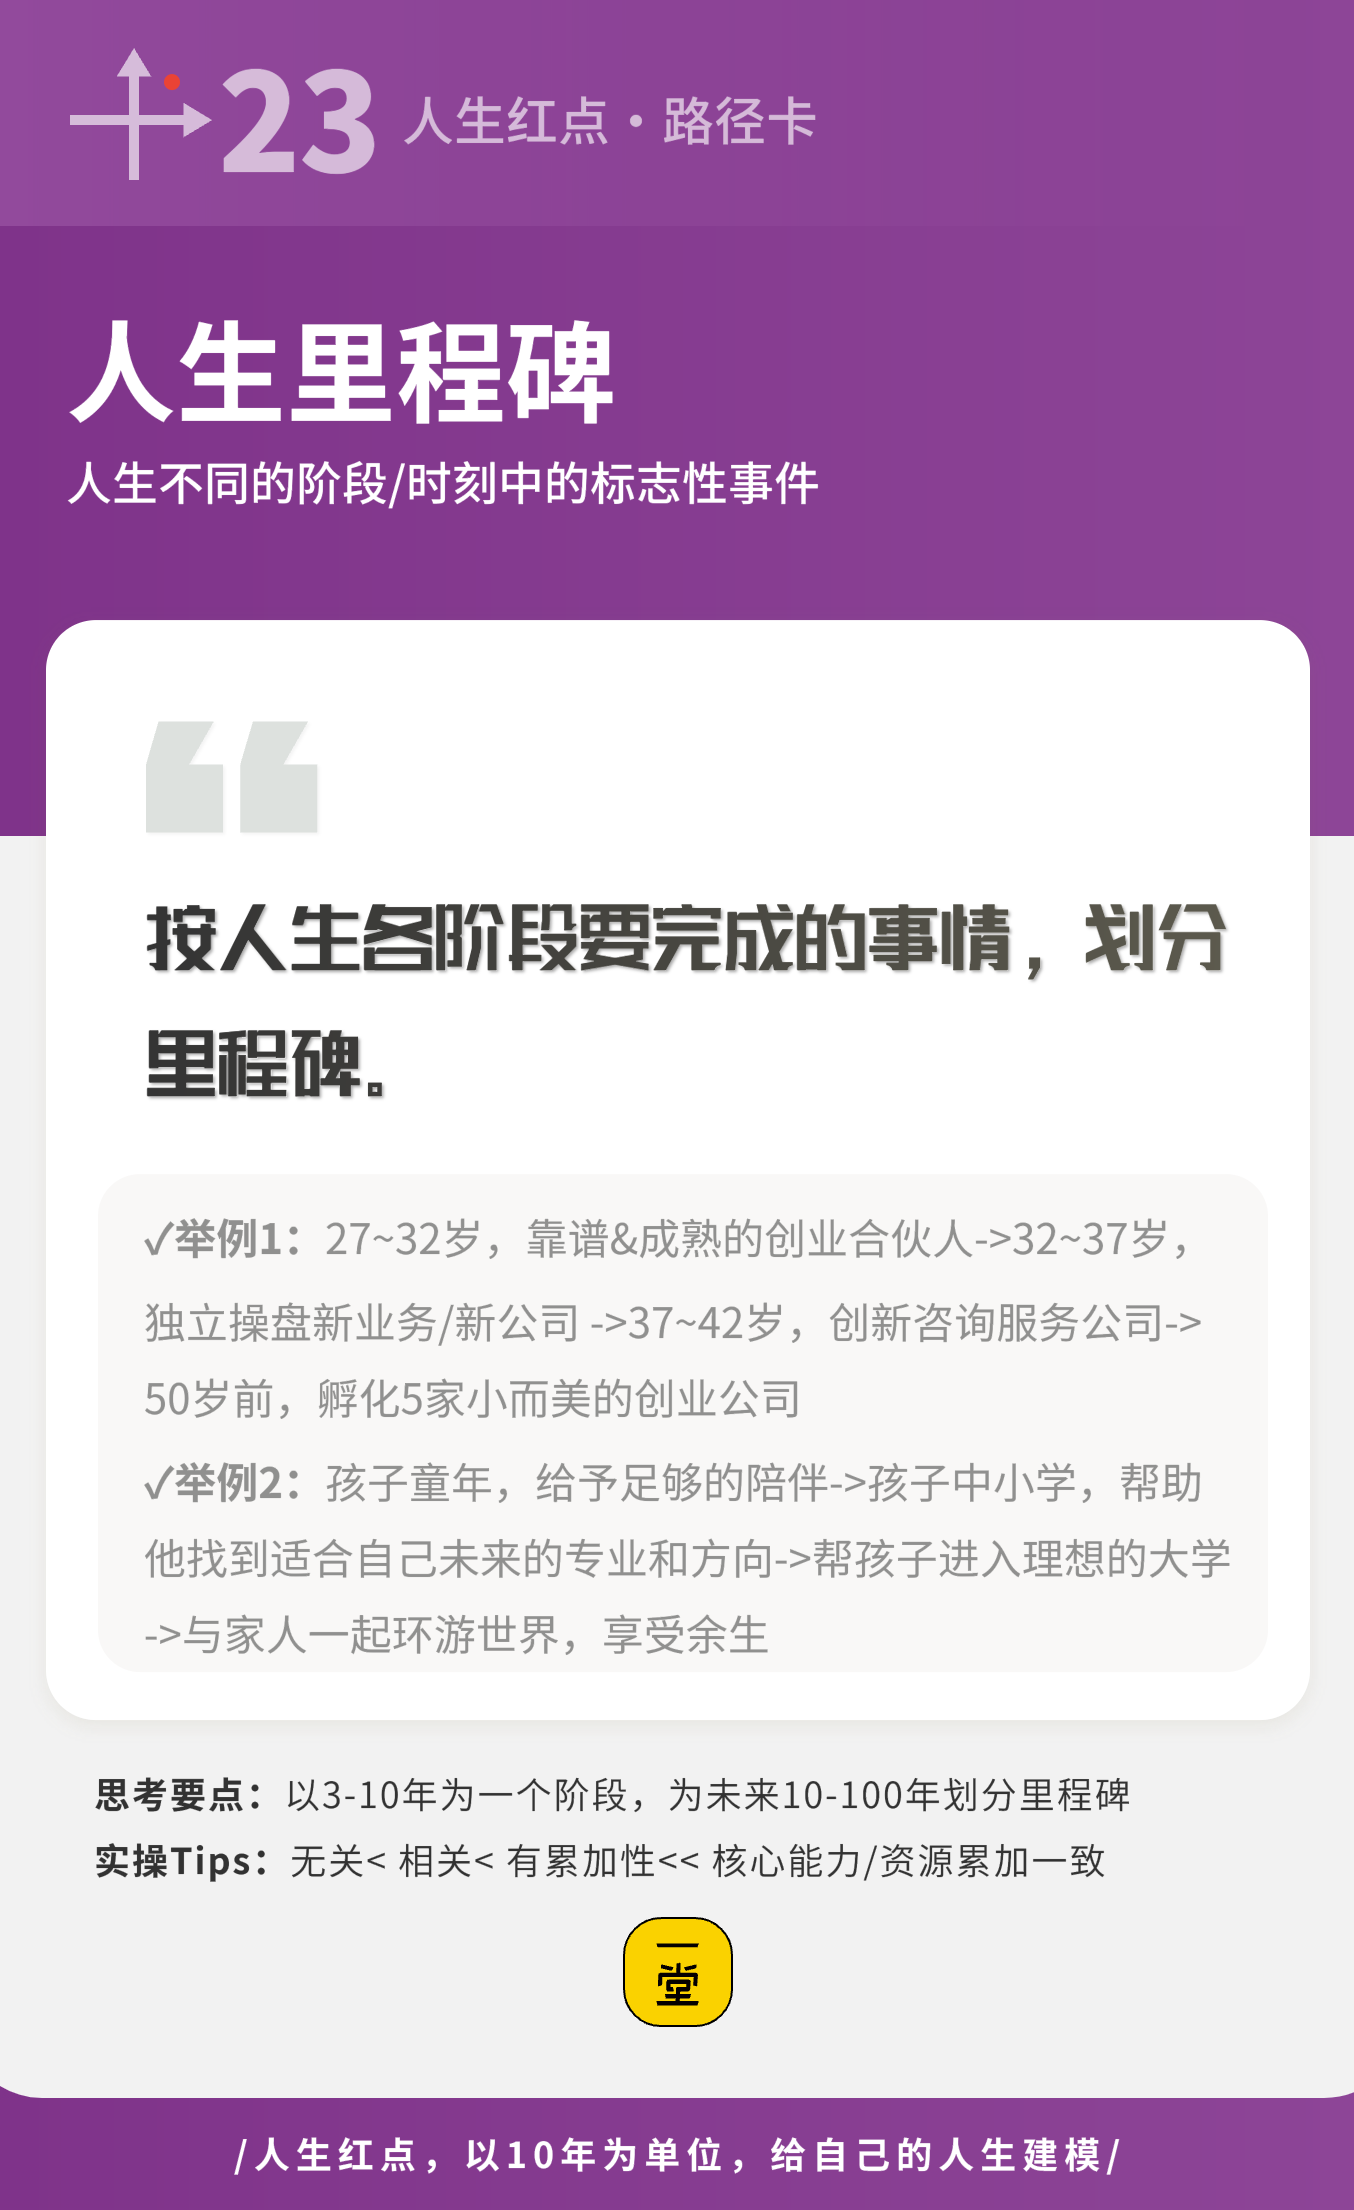 23 人生红点·路径卡
人生里程碑
人生不同的阶段/时刻中的标志性事件
按人生各阶段要完成的事情，划分
里程碑。
✓举例1：27~32岁，靠谱&成熟的创业合伙人->32~37岁，
独立操盘新业务/新公司 ->37~42岁，创新咨询服务公司->
50岁前，孵化5家小而美的创业公司
✓举例2：孩子童年，给予足够的陪伴->孩子中小学，帮助
他找到适合自己未来的专业和方向->帮孩子进入理想的大学
->与家人一起环游世界，享受余生
思考要点：以3-10年为一个阶段，为未来10-100年划分里程碑
实操Tips：无关< 相关< 有累加性<< 核心能力/资源累加一致
一
堂
/人生红点，以10年为单位，给自己的人生建模/